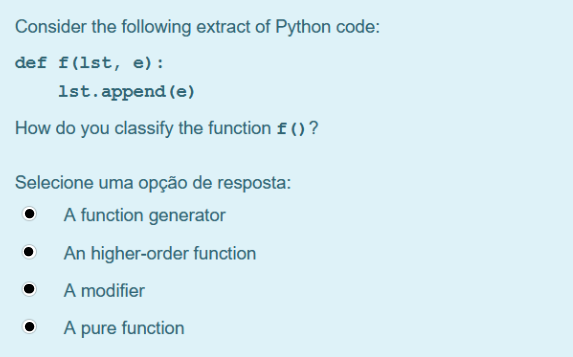 Consider the following extract of Python code:
def f(lst, e):
    lst.append(e)
How do you classify the function f()?
Selecione uma opção de resposta:
A function generator
An higher-order function
A modifier
A pure function